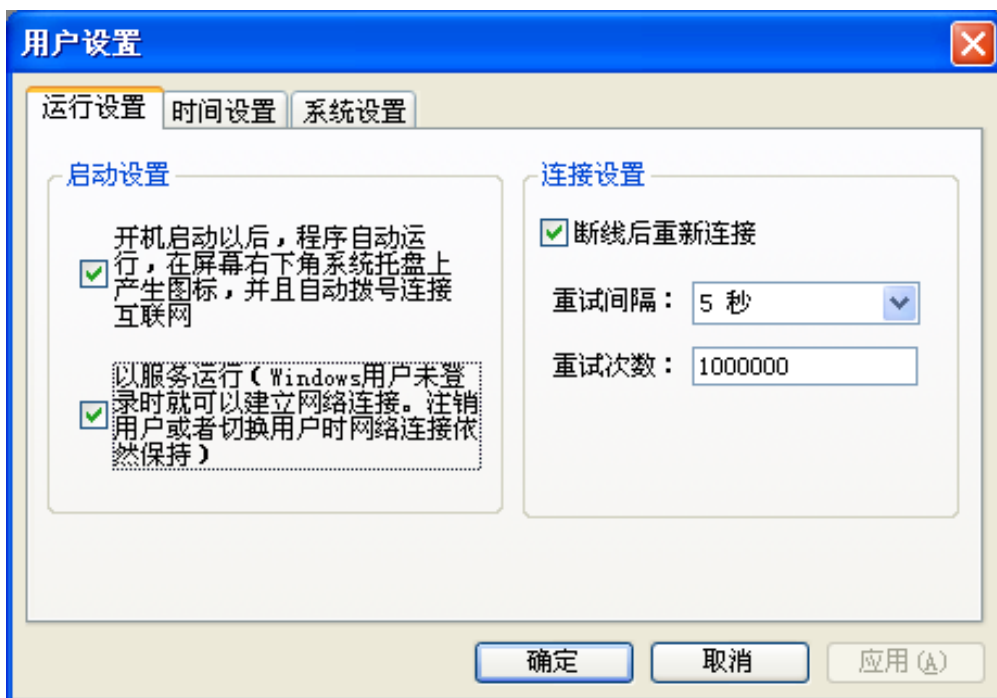 用户设置
运行设置 时间设置 系统设置
启动设置
开机启动以后，程序自动运
行，在屏幕右下角系统托盘上
产生图标，并且自动拨号连接
互联网
以服务运行（Windows用户未登
录时就可以建立网络连接。注销
用户或者切换用户时网络连接依
然保持）
连接设置
断线后重新连接
重试间隔： 5 秒
重试次数： 1000000
确定 取消 应用(A)